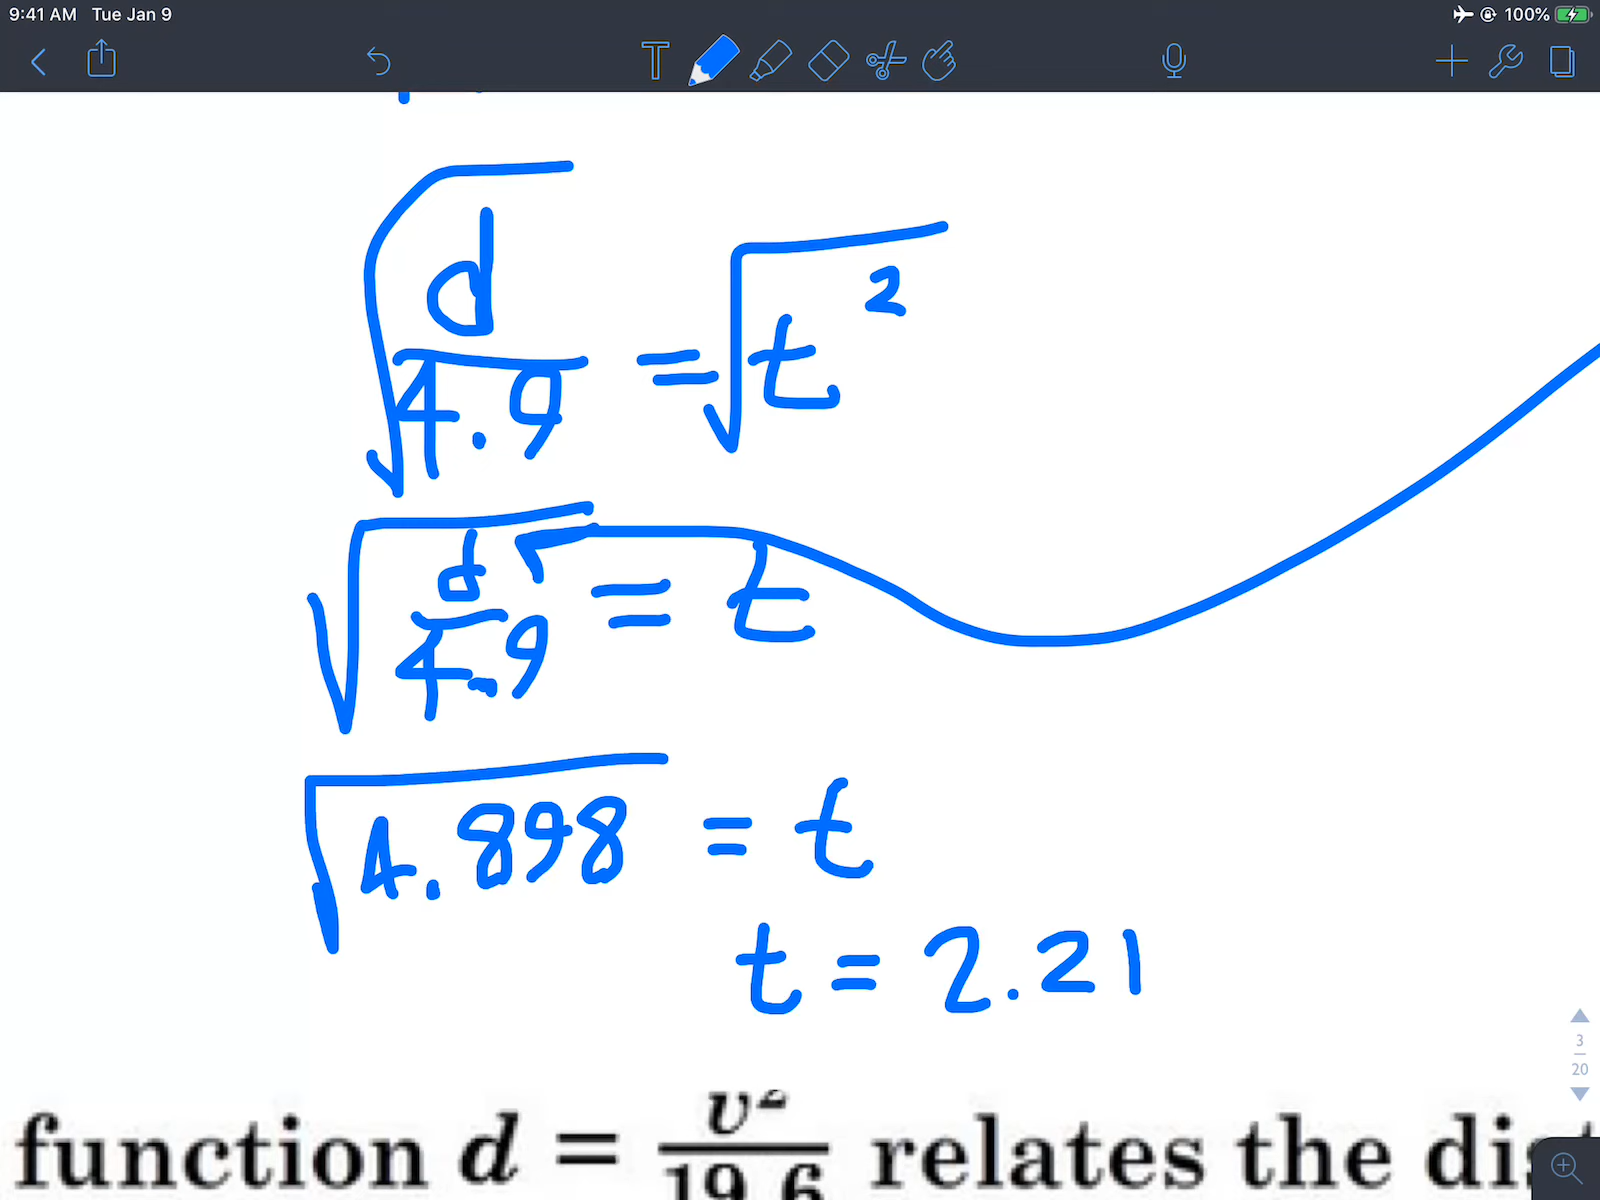 9:41 AM Tue Jan 9
100%
T
√(d/4.9) = √(t²)
√(d/4.9) = t
√4.898 = t
t = 2.21
3
20
function d = v²/19.6 relates the dis